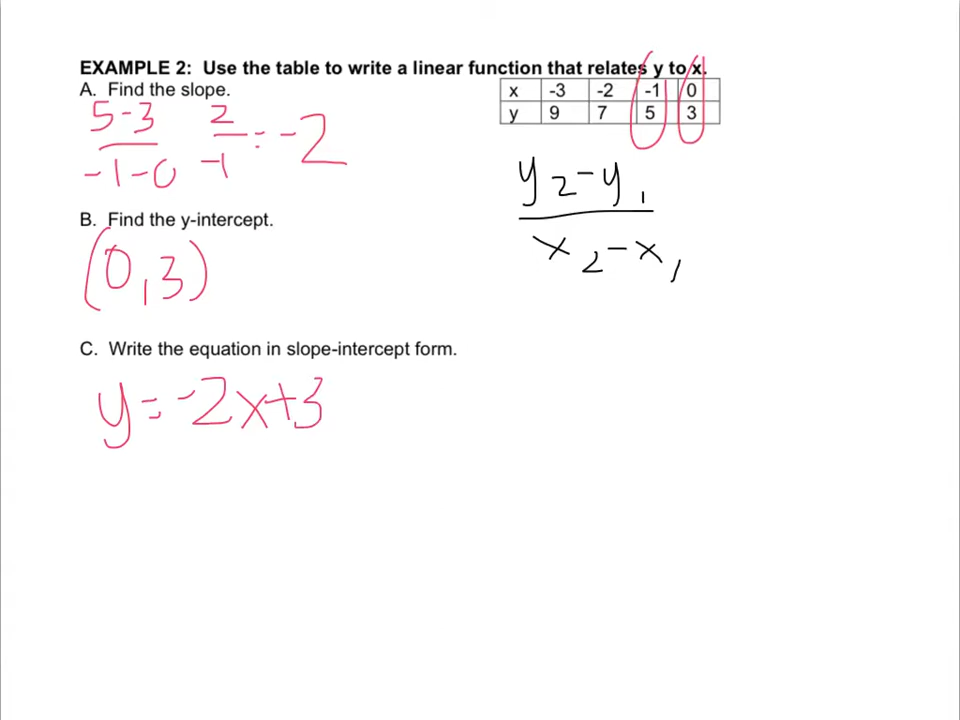 EXAMPLE 2: Use the table to write a linear function that relates y to x.
A. Find the slope.
x -3 -2 -1 0
y 9 7 5 3
5-3 / -1-0 2 / -1 = -2
y₂-y₁ / x₂-x₁
B. Find the y-intercept.
(0,3)
C. Write the equation in slope-intercept form.
y=-2x+3